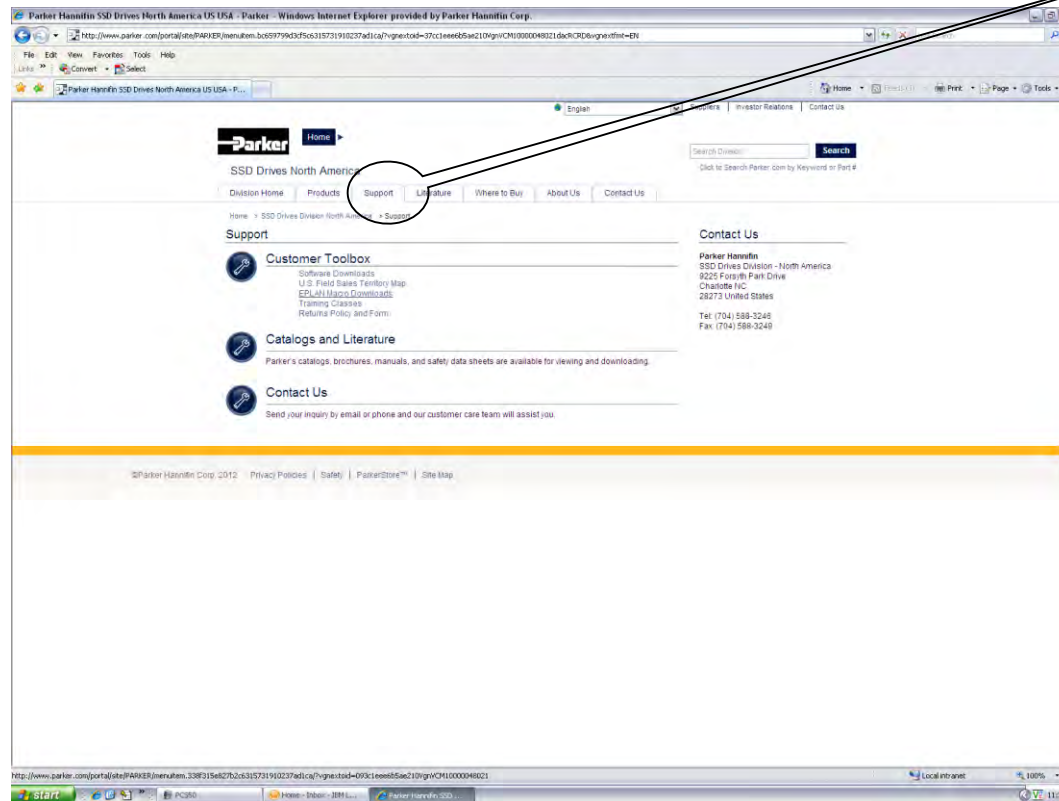 Parker Hannifin SSD Drives North America US USA - Parker - Windows Internet Explorer provided by Parker Hannifin Corp.
File Edit View Favorites Tools Help
Links » Convert Select
Parker Hannifin SSD Drives North America US USA - P...
Home Print Page Tools
English Suppliers | Investor Relations | Contact Us
Parker Home
Search Division Search
Click to Search Parker.com by Keyword or Part #
SSD Drives North America
Division Home Products Support Literature Where to Buy About Us Contact Us
Home > SSD Drives Division North America > Support
Support
Customer Toolbox
Software Downloads
U.S. Field Sales Territory Map
EPLAN Macro Downloads
Training Classes
Returns Policy and Form
Catalogs and Literature
Parker's catalogs, brochures, manuals, and safety data sheets are available for viewing and downloading.
Contact Us
Send your inquiry by email or phone and our customer care team will assist you.
Contact Us
Parker Hannifin
SSD Drives Division - North America
9225 Forsyth Park Drive
Charlotte NC
28273 United States
Tel: (704) 588-3246
Fax: (704) 588-3249
©Parker Hannifin Corp 2012 Privacy Policies | Safety | ParkerStore™ | Site Map
Local intranet 100%
start PCS50 Home - Inbox - IBM L... Parker Hannifin SSD ... 11: